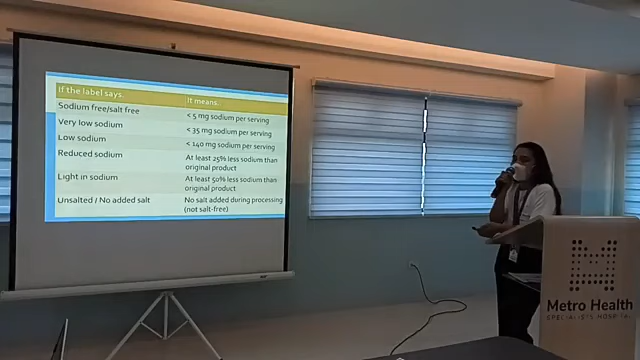 If the label says.
It means.
Sodium free/salt free
< 5 mg sodium per serving
Very low sodium
< 35 mg sodium per serving
Low sodium
< 140 mg sodium per serving
Reduced sodium
At least 25% less sodium than
original product
Light in sodium
At least 50% less sodium than
original product
Unsalted / No added salt
No salt added during processing
(not salt-free)
Metro Health
SPECIALISTS HOSPITAL